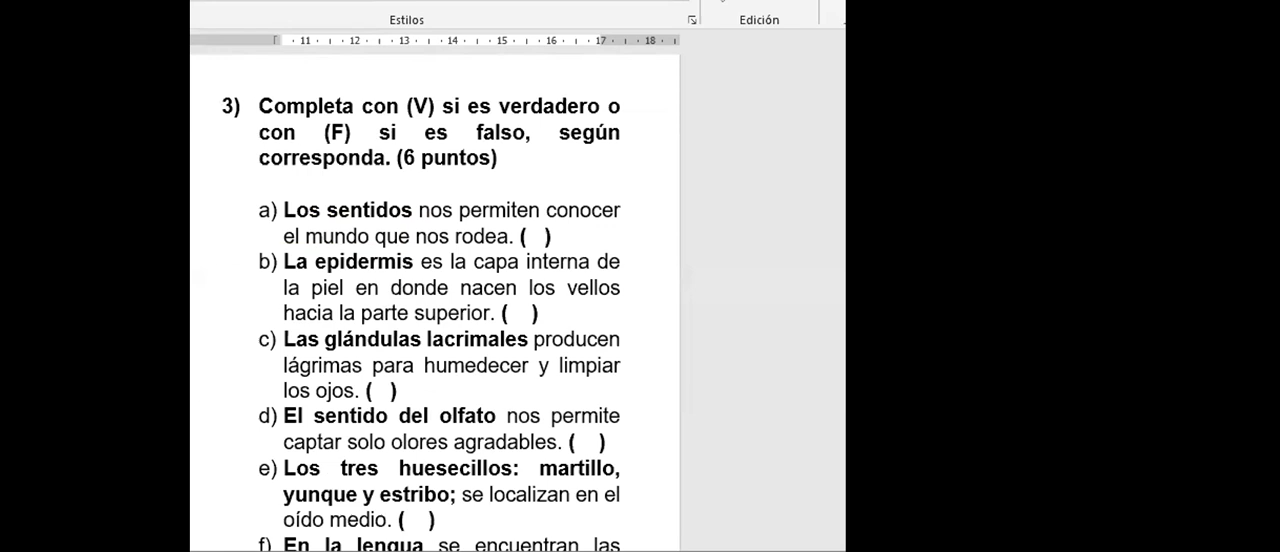 Estilos
Edición
11 12 13 14 15 16 17 18
3) Completa con (V) si es verdadero o
con (F) si es falso, según
corresponda. (6 puntos)
a) Los sentidos nos permiten conocer
el mundo que nos rodea. ( )
b) La epidermis es la capa interna de
la piel en donde nacen los vellos
hacia la parte superior. ( )
c) Las glándulas lacrimales producen
lágrimas para humedecer y limpiar
los ojos. ( )
d) El sentido del olfato nos permite
captar solo olores agradables. ( )
e) Los tres huesecillos: martillo,
yunque y estribo; se localizan en el
oído medio. ( )
f) En la lengua se encuentran las